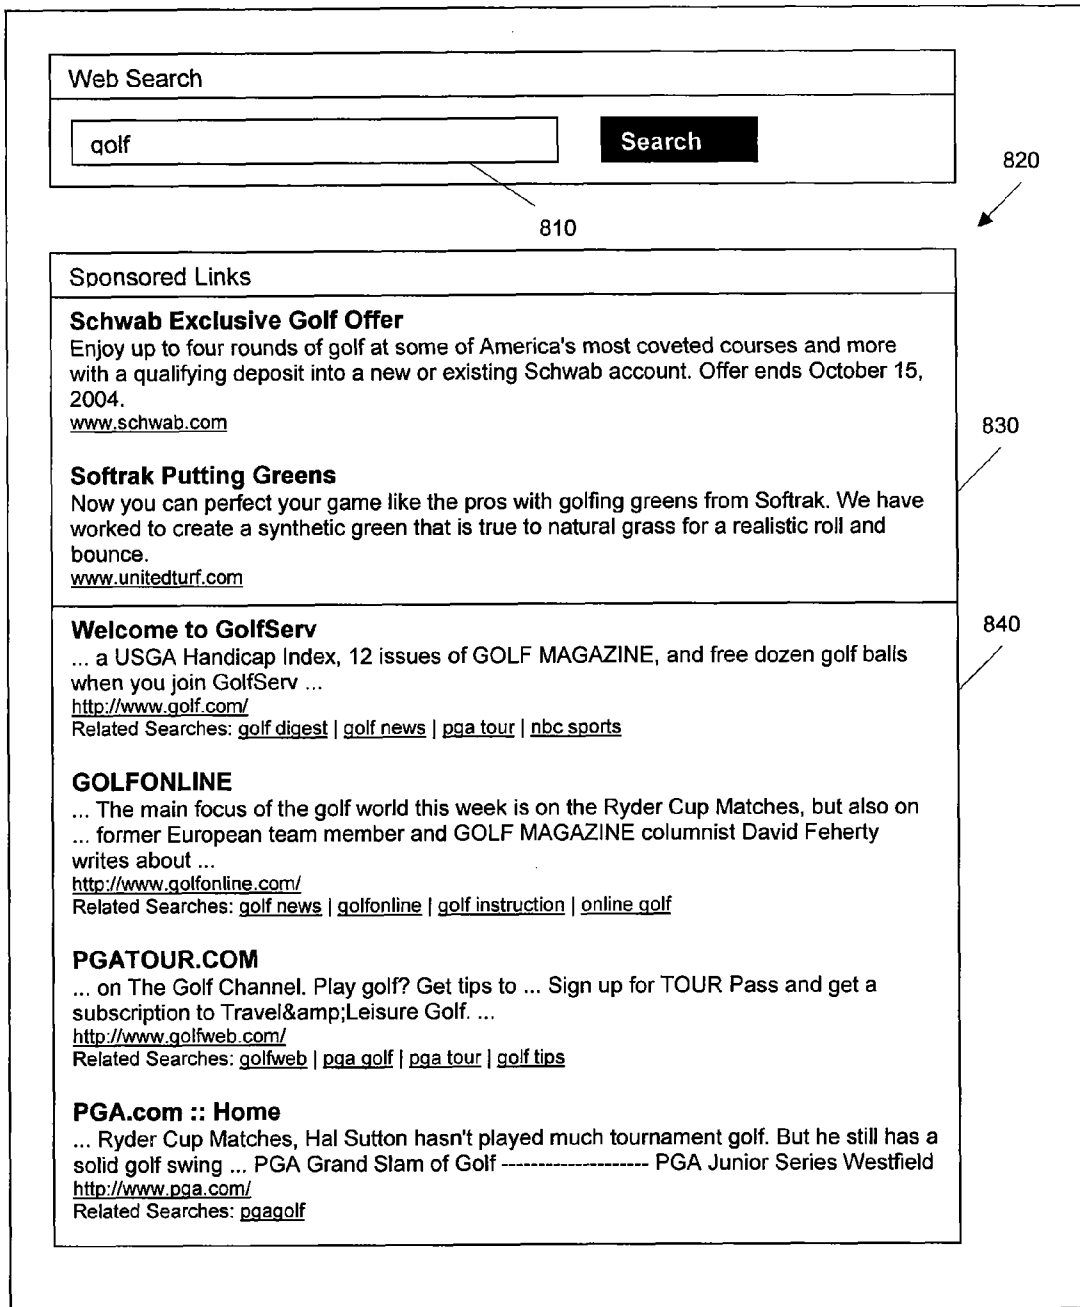 Web Search
golf
Search
820
810
Sponsored Links
Schwab Exclusive Golf Offer
Enjoy up to four rounds of golf at some of America's most coveted courses and more
with a qualifying deposit into a new or existing Schwab account. Offer ends October 15,
2004.
www.schwab.com
830
Softrak Putting Greens
Now you can perfect your game like the pros with golfing greens from Softrak. We have
worked to create a synthetic green that is true to natural grass for a realistic roll and
bounce.
www.unitedturf.com
840
Welcome to GolfServ
... a USGA Handicap Index, 12 issues of GOLF MAGAZINE, and free dozen golf balls
when you join GolfServ ...
http://www.golf.com/
Related Searches: golf digest | golf news | pga tour | nbc sports
GOLFONLINE
... The main focus of the golf world this week is on the Ryder Cup Matches, but also on
... former European team member and GOLF MAGAZINE columnist David Feherty
writes about ...
http://www.golfonline.com/
Related Searches: golf news | golfonline | golf instruction | online golf
PGATOUR.COM
... on The Golf Channel. Play golf? Get tips to ... Sign up for TOUR Pass and get a
subscription to Travel&amp;Leisure Golf. ...
http://www.golfweb.com/
Related Searches: golfweb | pga golf | pga tour | golf tips
PGA.com :: Home
... Ryder Cup Matches, Hal Sutton hasn't played much tournament golf. But he still has a
solid golf swing ... PGA Grand Slam of Golf --------------------- PGA Junior Series Westfield
http://www.pga.com/
Related Searches: pgagolf